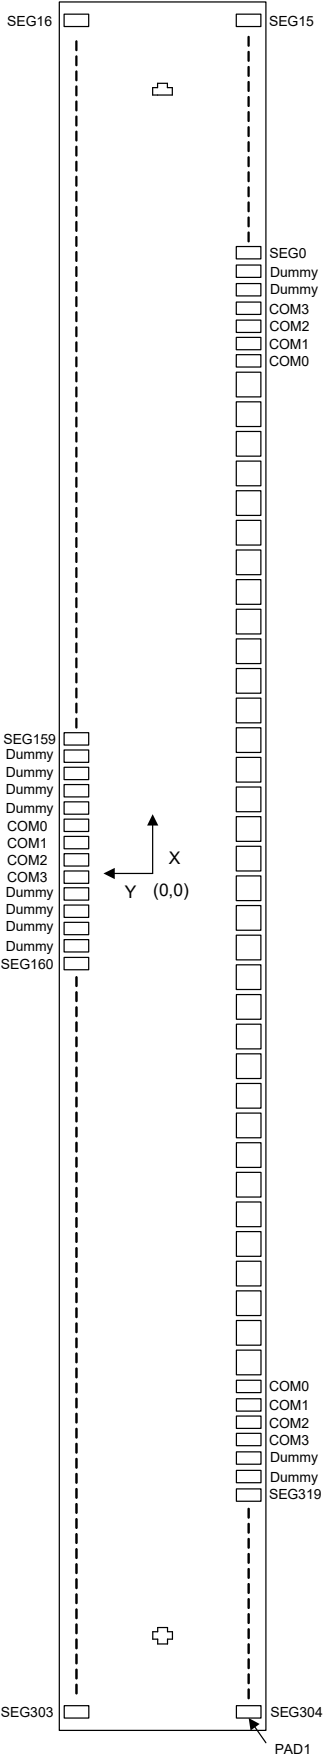 SEG16 SEG15
SEG0
Dummy
Dummy
COM3
COM2
COM1
COM0
SEG159
Dummy
Dummy
Dummy
Dummy
COM0
COM1
COM2
COM3
Dummy
Dummy
Dummy
Dummy
SEG160
X
Y (0,0)
COM0
COM1
COM2
COM3
Dummy
Dummy
SEG319
SEG303 SEG304
PAD1